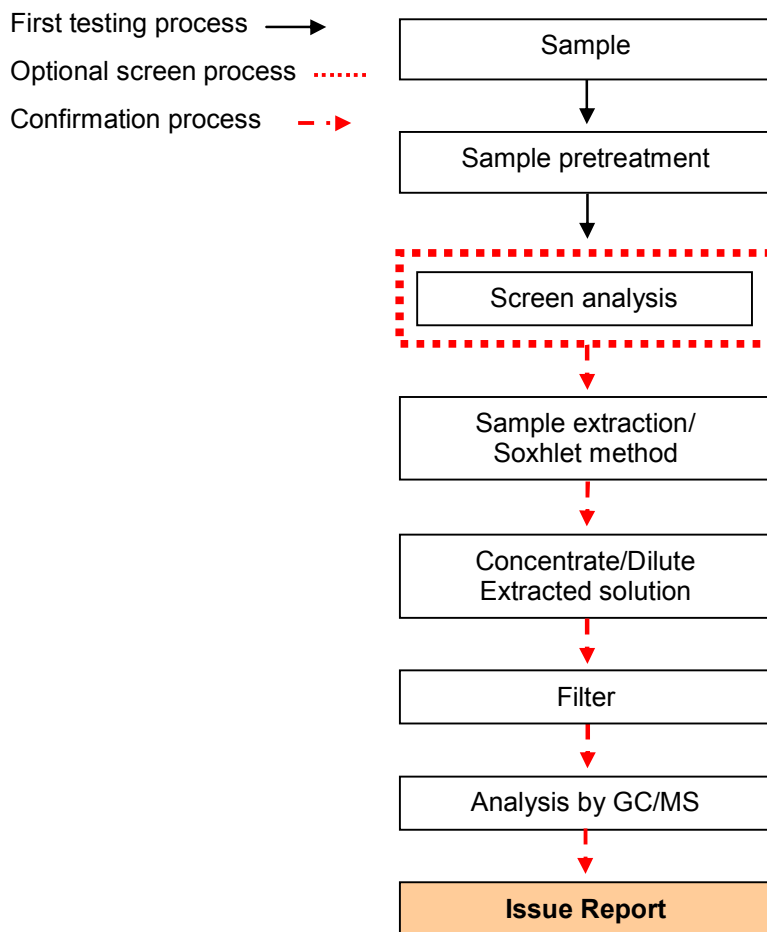 First testing process
Optional screen process
Confirmation process
Sample
Sample pretreatment
Screen analysis
Sample extraction/
Soxhlet method
Concentrate/Dilute
Extracted solution
Filter
Analysis by GC/MS
Issue Report